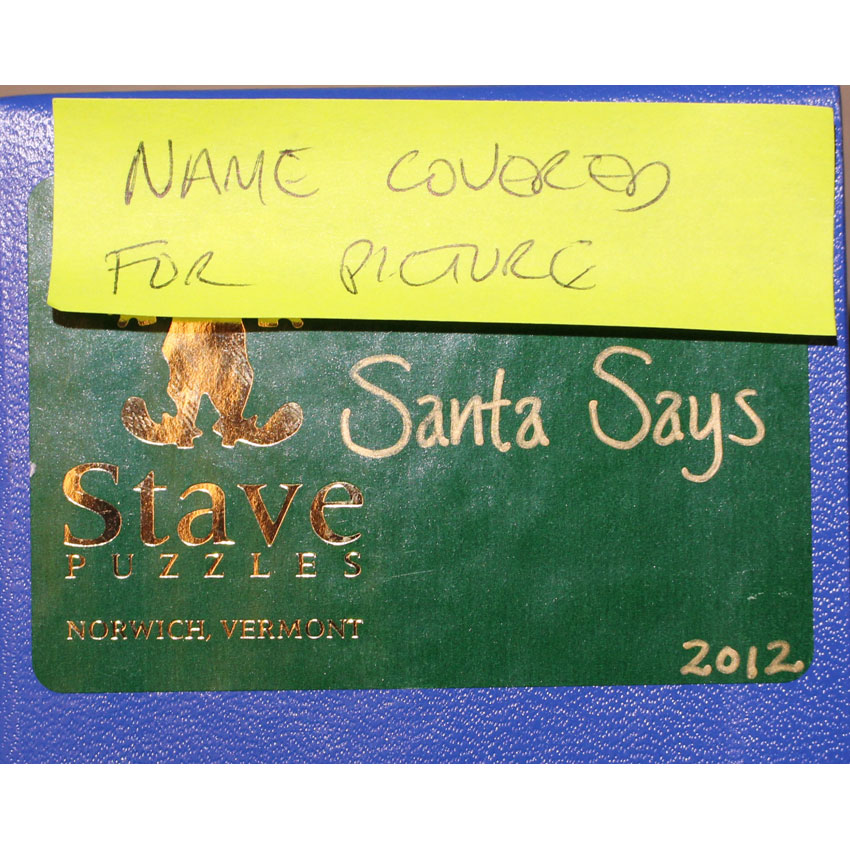 NAME COVERED
FOR PICTURE
Santa Says
Stave
PUZZLES
NORWICH, VERMONT
2012